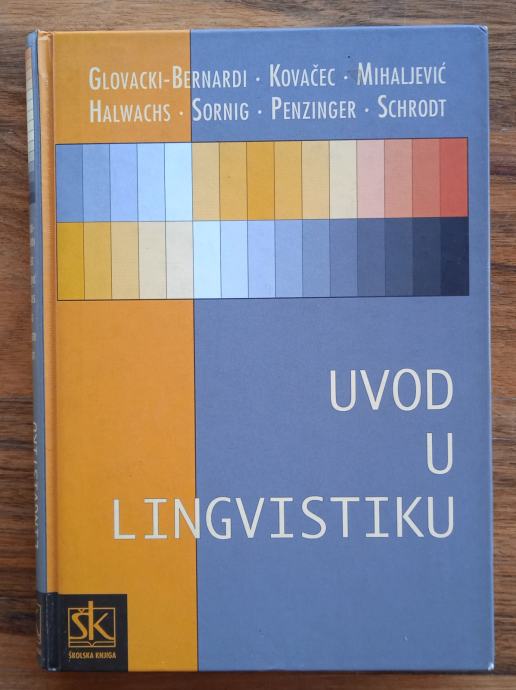 GLOVACKI-BERNARDI · KOVAČEC · MIHALJEVIĆ
HALWACHS · SORNIG · PENZINGER · SCHRODT
UVOD
U
LINGVISTIKU
ŠK
ŠKOLSKA KNJIGA